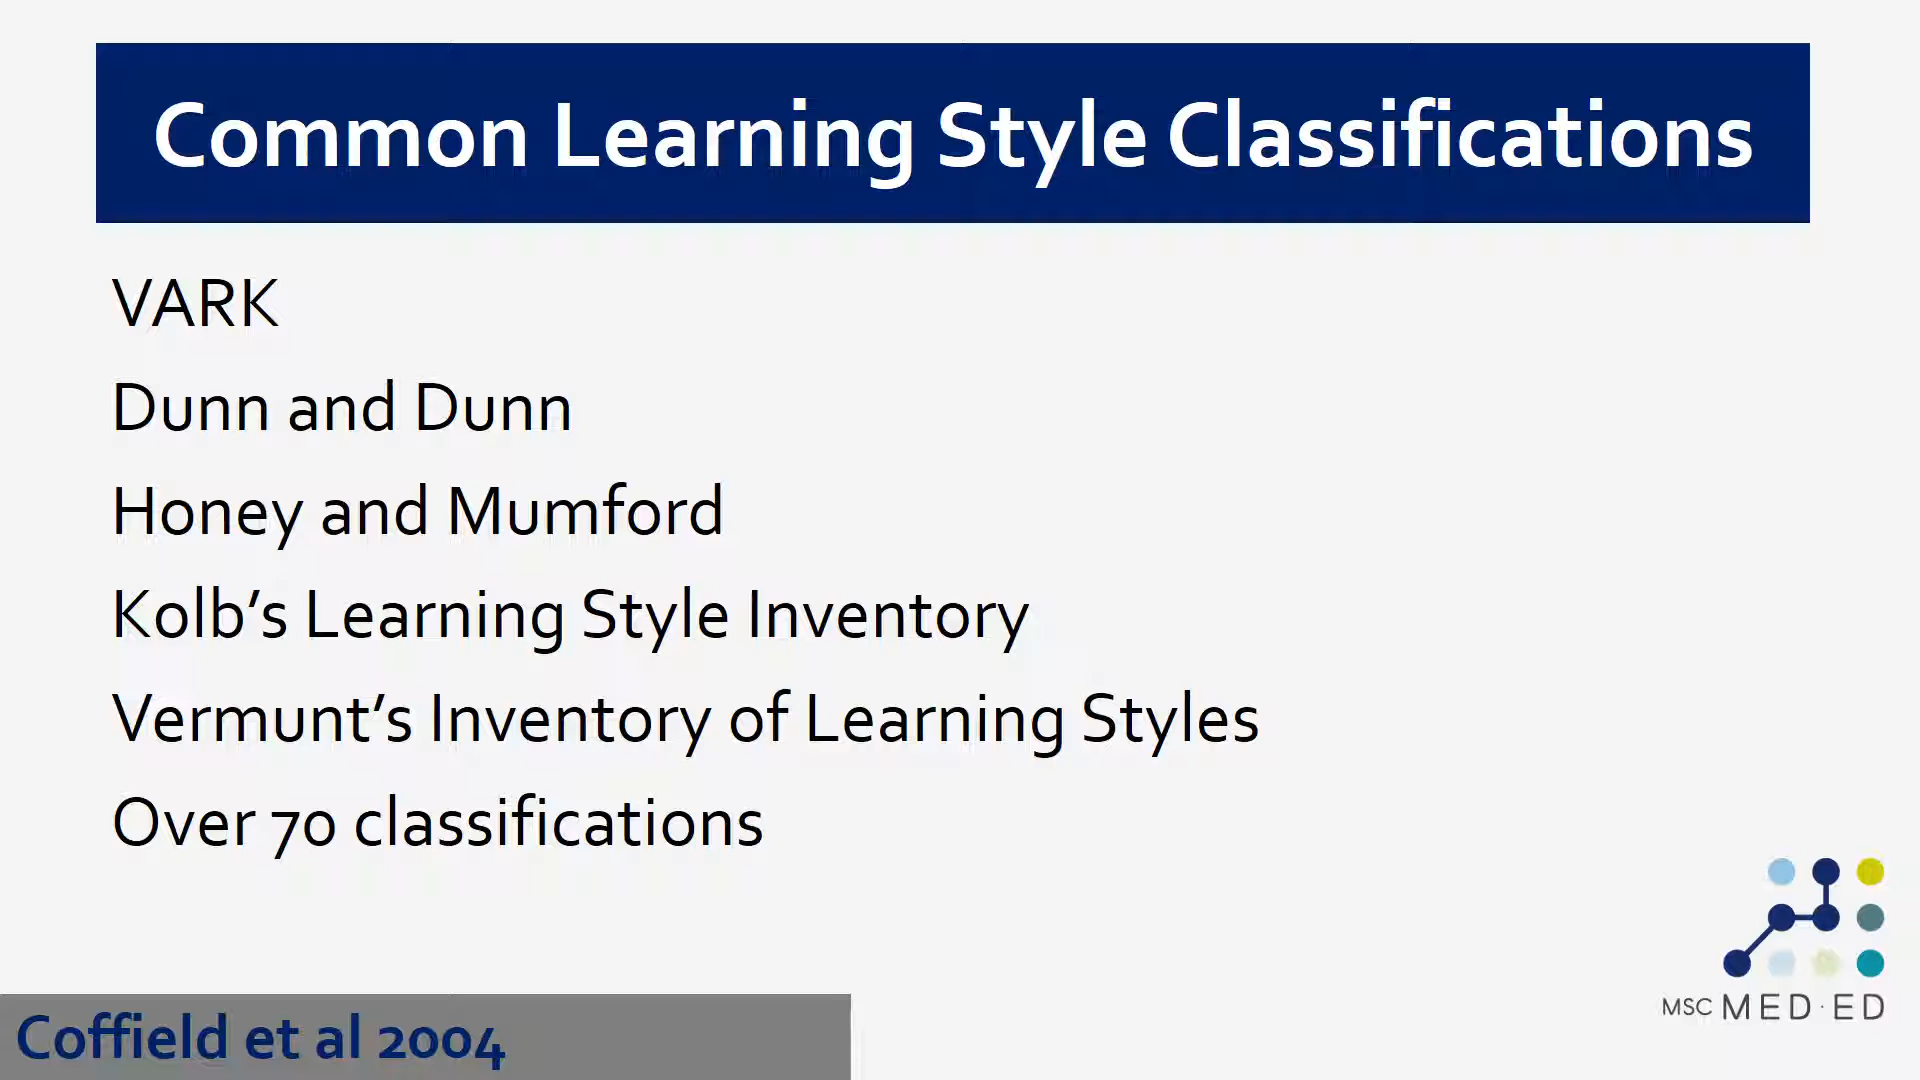 Common Learning Style Classifications
VARK
Dunn and Dunn
Honey and Mumford
Kolb’s Learning Style Inventory
Vermunt’s Inventory of Learning Styles
Over 70 classifications
MSC MED·ED
Coffield et al 2004